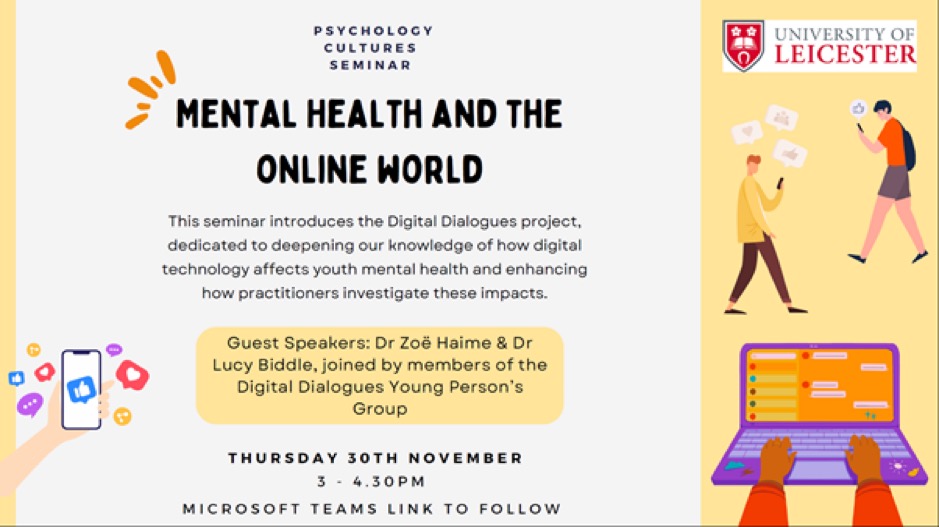 PSYCHOLOGY
CULTURES
SEMINAR
MENTAL HEALTH AND THE
ONLINE WORLD
This seminar introduces the Digital Dialogues project,
dedicated to deepening our knowledge of how digital
technology affects youth mental health and enhancing
how practitioners investigate these impacts.
Guest Speakers: Dr Zoë Haime & Dr
Lucy Biddle, joined by members of the
Digital Dialogues Young Person's
Group
THURSDAY 30TH NOVEMBER
3 - 4.30PM
MICROSOFT TEAMS LINK TO FOLLOW
UNIVERSITY OF
LEICESTER